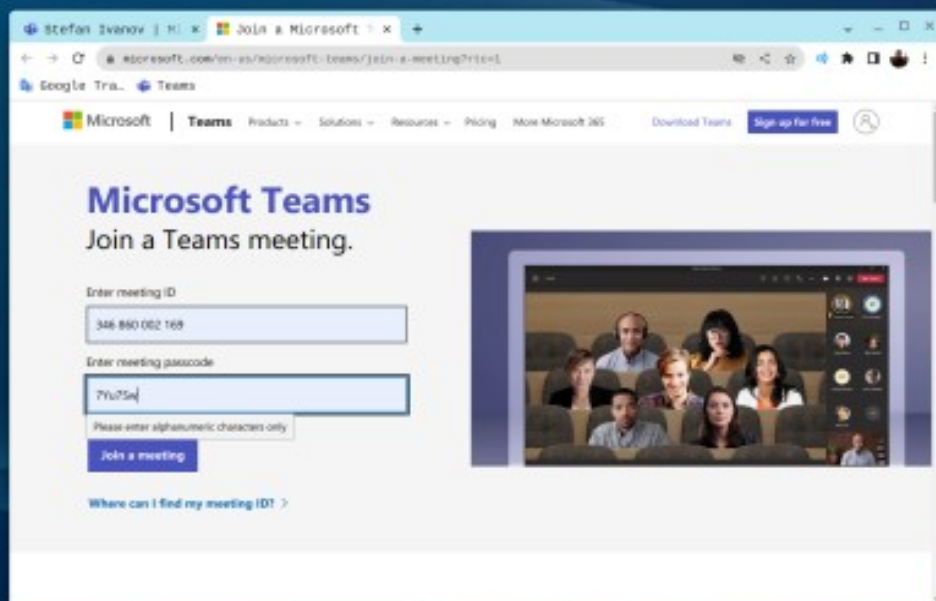 Stefan Ivanov | Mi
Join a Microsoft T
microsoft.com/en-us/microsoft-teams/join-a-meeting?rtc=1
Google Tra… Teams
Microsoft | Teams Products Solutions Resources Pricing More Microsoft 365 Download Teams Sign up for free
Microsoft Teams
Join a Teams meeting.
Enter meeting ID
346 860 002 169
Enter meeting passcode
7Yu7Sw
Please enter alphanumeric characters only
Join a meeting
Where can I find my meeting ID? >